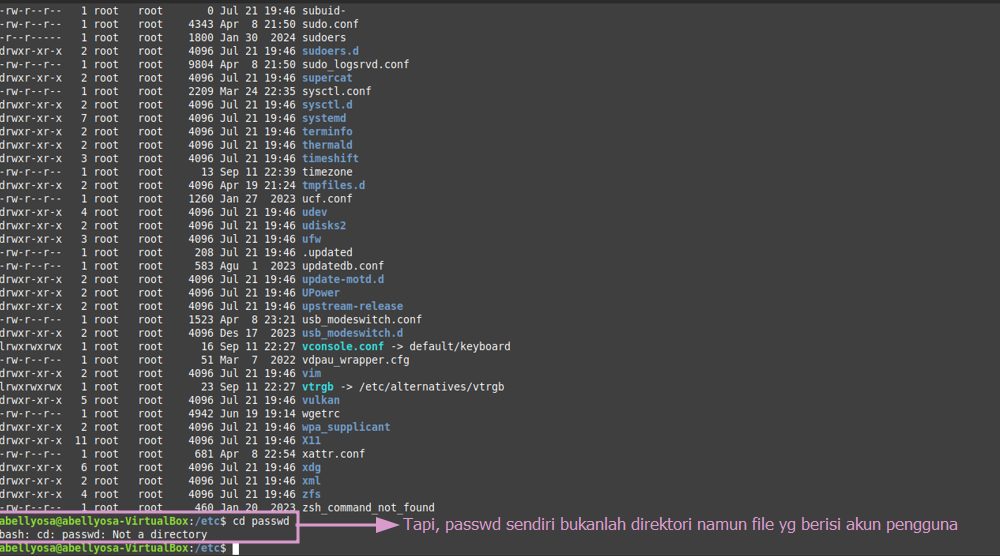 -rw-r--r--   1 root   root       0 Jul 21 19:46 subuid-
-rw-r--r--   1 root   root    4343 Apr  8 21:50 sudo.conf
-r--r-----   1 root   root    1800 Jan 30  2024 sudoers
drwxr-xr-x   2 root   root    4096 Jul 21 19:46 sudoers.d
-rw-r--r--   1 root   root    9804 Apr  8 21:50 sudo_logsrvd.conf
drwxr-xr-x   2 root   root    4096 Jul 21 19:46 supercat
-rw-r--r--   1 root   root    2209 Mar 24 22:35 sysctl.conf
drwxr-xr-x   2 root   root    4096 Jul 21 19:46 sysctl.d
drwxr-xr-x   7 root   root    4096 Jul 21 19:46 systemd
drwxr-xr-x   2 root   root    4096 Jul 21 19:46 terminfo
drwxr-xr-x   2 root   root    4096 Jul 21 19:46 thermald
drwxr-xr-x   3 root   root    4096 Jul 21 19:46 timeshift
-rw-r--r--   1 root   root      13 Sep 11 22:39 timezone
drwxr-xr-x   2 root   root    4096 Apr 19 21:24 tmpfiles.d
-rw-r--r--   1 root   root    1260 Jan 27  2023 ucf.conf
drwxr-xr-x   4 root   root    4096 Jul 21 19:46 udev
drwxr-xr-x   2 root   root    4096 Jul 21 19:46 udisks2
drwxr-xr-x   3 root   root    4096 Jul 21 19:46 ufw
-rw-r--r--   1 root   root     208 Jul 21 19:46 .updated
-rw-r--r--   1 root   root     583 Agu  1  2023 updatedb.conf
drwxr-xr-x   2 root   root    4096 Jul 21 19:46 update-motd.d
drwxr-xr-x   2 root   root    4096 Jul 21 19:46 UPower
drwxr-xr-x   2 root   root    4096 Jul 21 19:46 upstream-release
-rw-r--r--   1 root   root    1523 Apr  8 23:21 usb_modeswitch.conf
drwxr-xr-x   2 root   root    4096 Des 17  2023 usb_modeswitch.d
lrwxrwxrwx   1 root   root      16 Sep 11 22:27 vconsole.conf -> default/keyboard
-rw-r--r--   1 root   root      51 Mar  7  2022 vdpau_wrapper.cfg
drwxr-xr-x   2 root   root    4096 Jul 21 19:46 vim
lrwxrwxrwx   1 root   root      23 Sep 11 22:27 vtrgb -> /etc/alternatives/vtrgb
drwxr-xr-x   5 root   root    4096 Jul 21 19:46 vulkan
-rw-r--r--   1 root   root    4942 Jun 19 19:14 wgetrc
drwxr-xr-x   2 root   root    4096 Jul 21 19:46 wpa_supplicant
drwxr-xr-x  11 root   root    4096 Jul 21 19:46 X11
-rw-r--r--   1 root   root     681 Apr  8 22:54 xattr.conf
drwxr-xr-x   6 root   root    4096 Jul 21 19:46 xdg
drwxr-xr-x   2 root   root    4096 Jul 21 19:46 xml
drwxr-xr-x   4 root   root    4096 Jul 21 19:46 zfs
-rw-r--r--   1 root   root     460 Jan 20  2023 zsh_command_not_found
abellyosa@abellyosa-VirtualBox:/etc$ cd passwd
Tapi, passwd sendiri bukanlah direktori namun file yg berisi akun pengguna
bash: cd: passwd: Not a directory
abellyosa@abellyosa-VirtualBox:/etc$